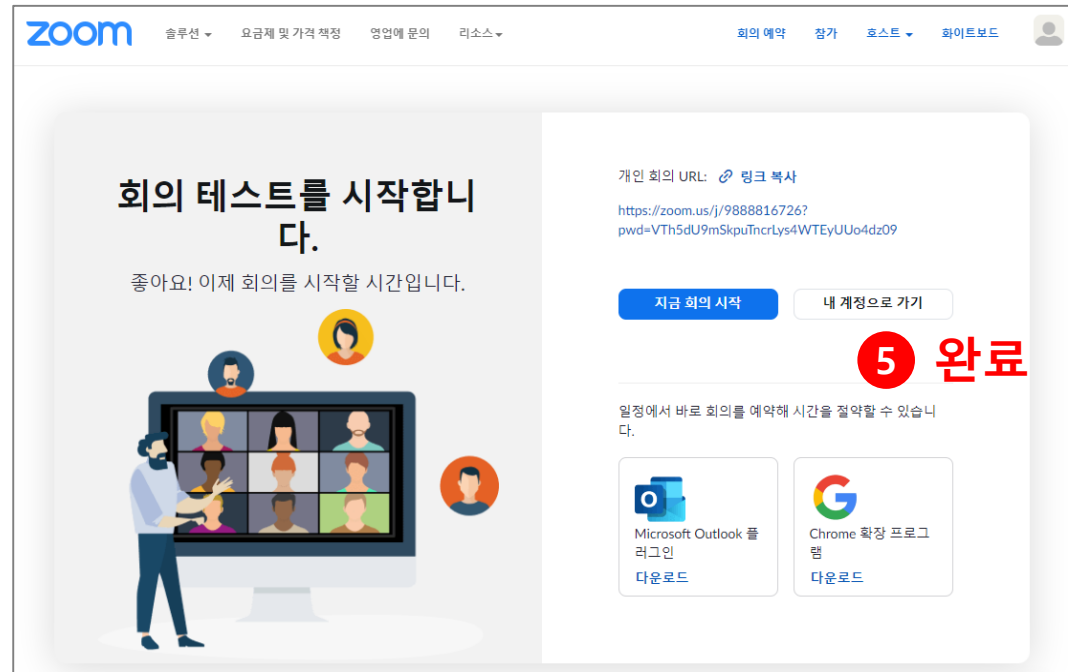 zoom 솔루션 요금제 및 가격 책정 영업에 문의 리소스 회의 예약 참가 호스트 화이트보드
회의 테스트를 시작합니
다.
좋아요! 이제 회의를 시작할 시간입니다.
개인 회의 URL: 링크 복사
https://zoom.us/j/9888816726?
pwd=VTh5dU9mSkpuTncrLys4WTEyUUo4dz09
지금 회의 시작 내 계정으로 가기
5 완료
일정에서 바로 회의를 예약해 시간을 절약할 수 있습니
다.
Microsoft Outlook 플
러그인
다운로드
Chrome 확장 프로그
램
다운로드